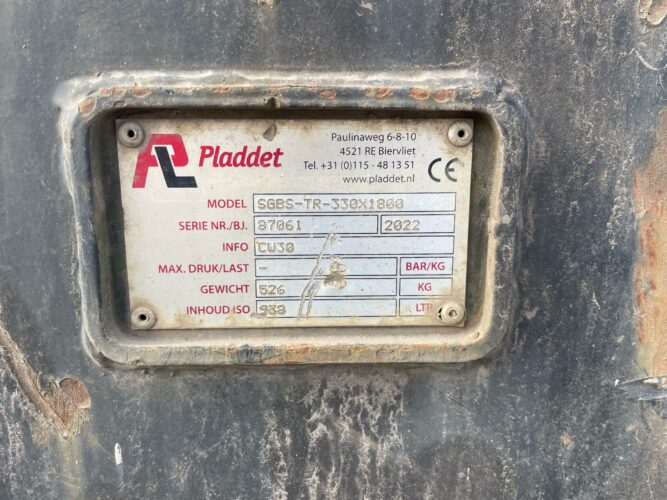 PL Pladdet
Paulinaweg 6-8-10
4521 RE Biervliet
Tel. +31 (0)115 - 48 13 51
www.pladdet.nl
CE
MODEL SGBS-TR-330X1800
SERIE NR./BJ. 87061 2022
INFO CW30
MAX. DRUK/LAST - BAR/KG
GEWICHT 526 KG
INHOUD ISO 939 LTR.